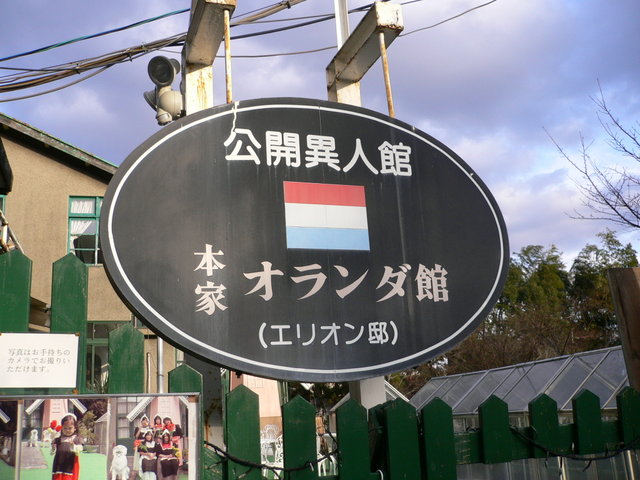 公開異人館
本家
オランダ館
(エリオン邸)
写真はお手持ちの
カメラでお撮りい
ただけます。